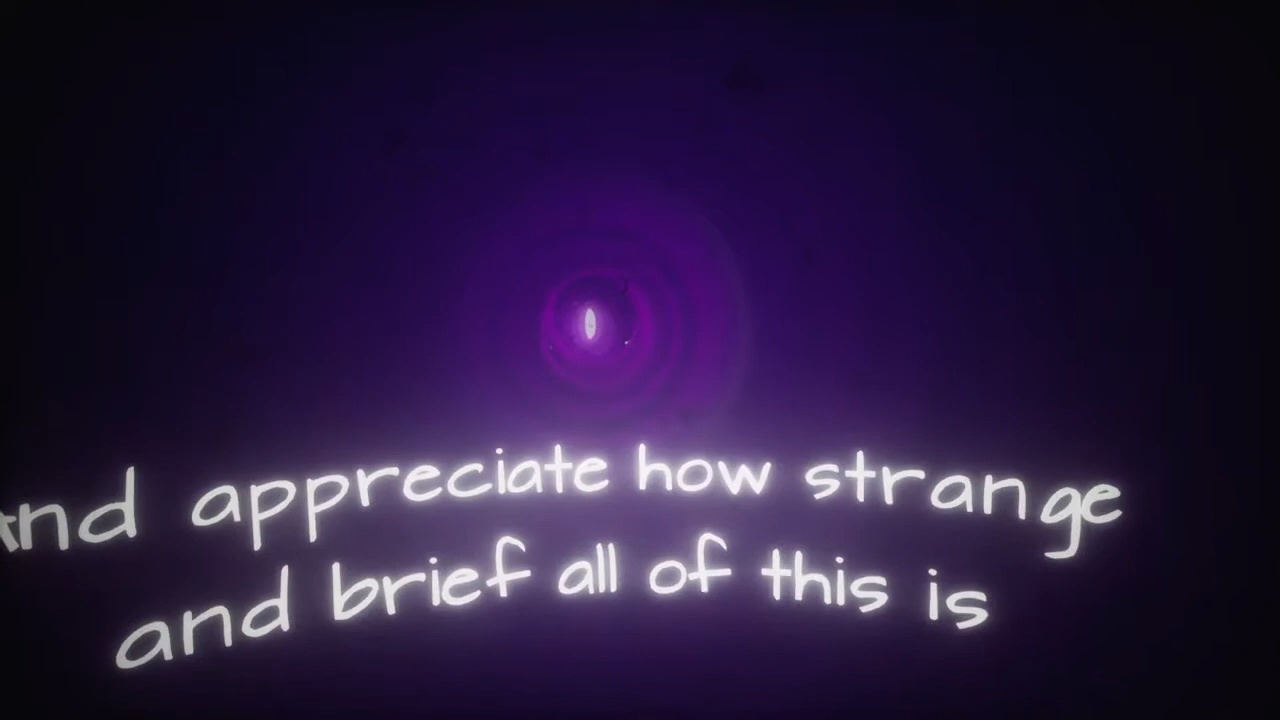 And appreciate how strange
and brief all of this is